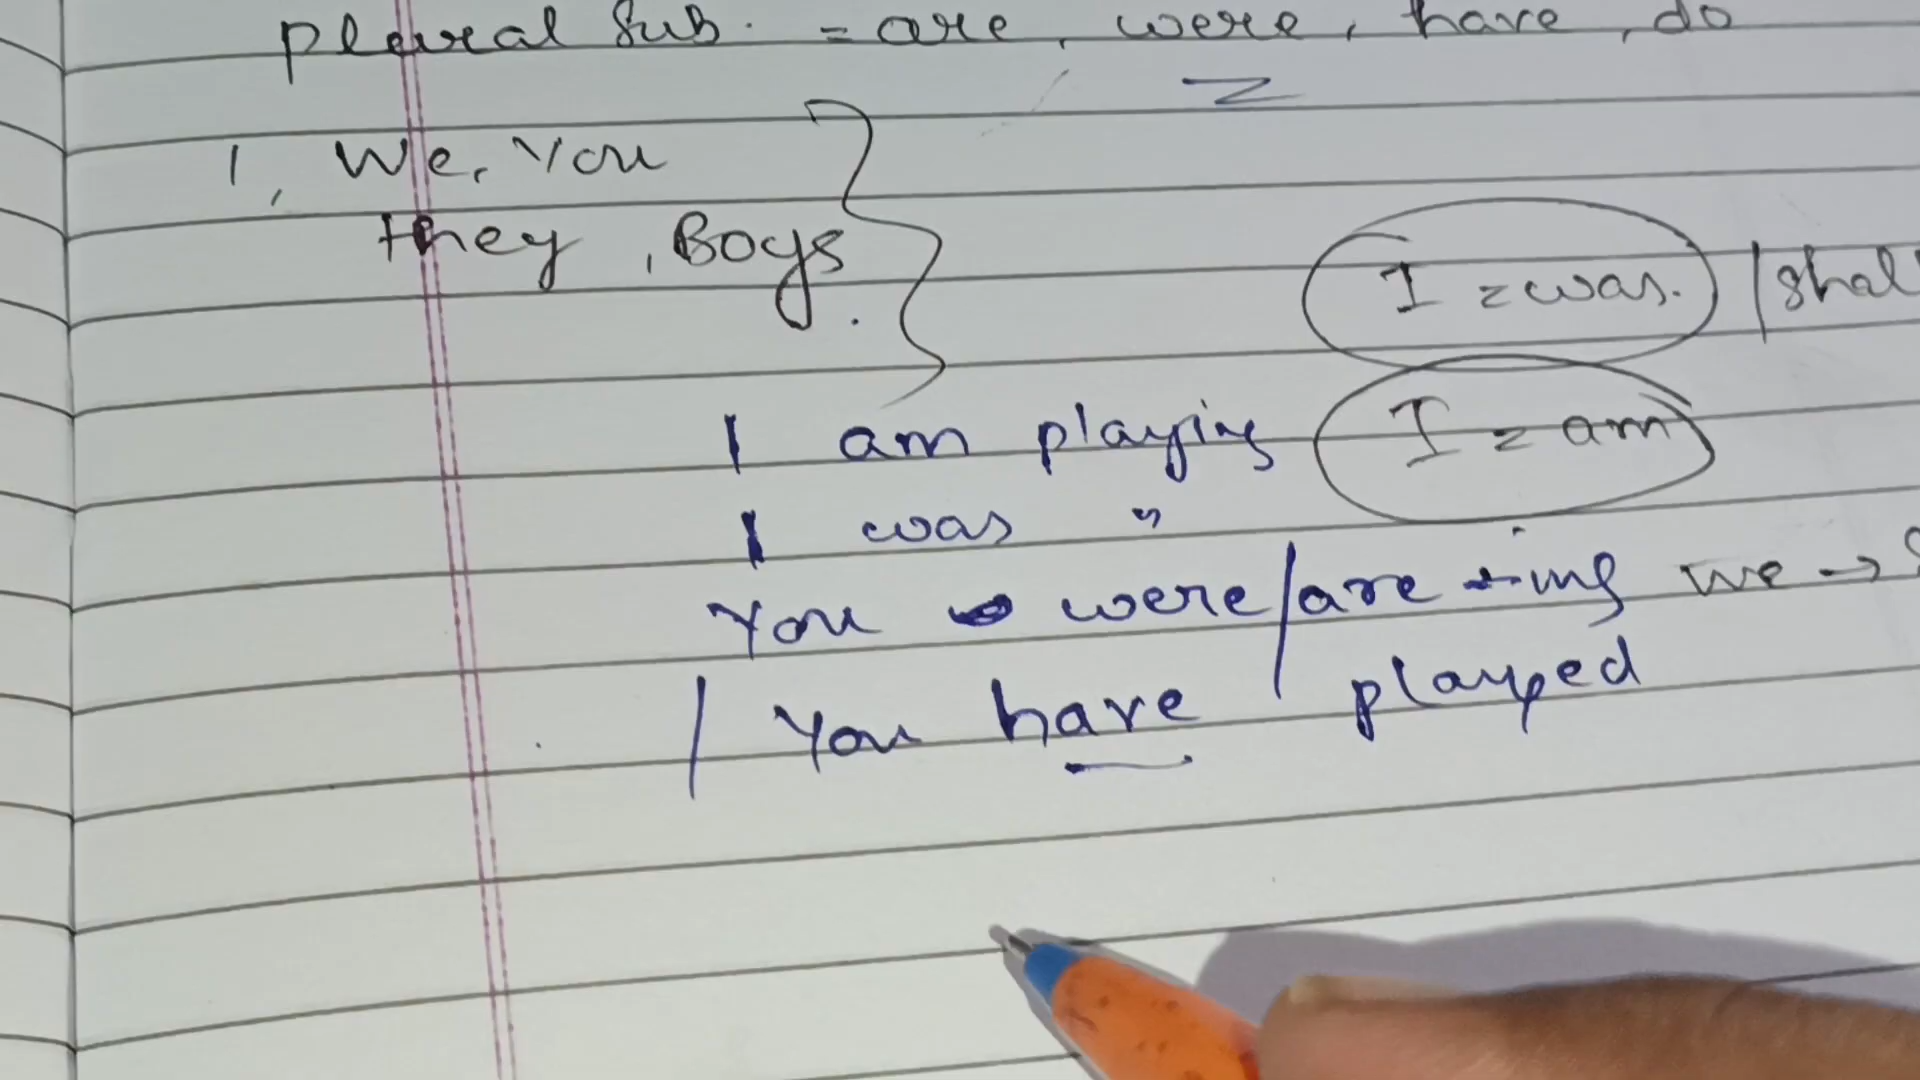 Plural Sub. = are, were, have, do
I, We, You
They, Boys.
I = was. / shal
I am playing I = am
I was "
You were/are -ing we →
/ You have played